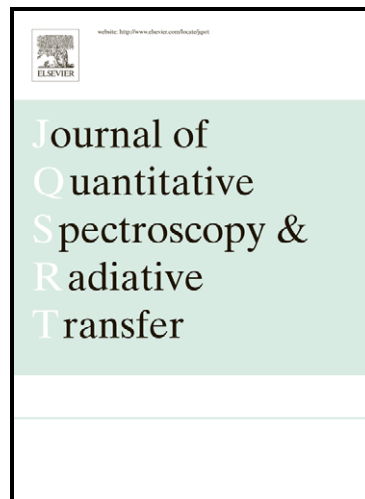 website: http://www.elsevier.com/locate/jqsrt
ELSEVIER
Journal of
Quantitative
Spectroscopy &
Radiative
Transfer